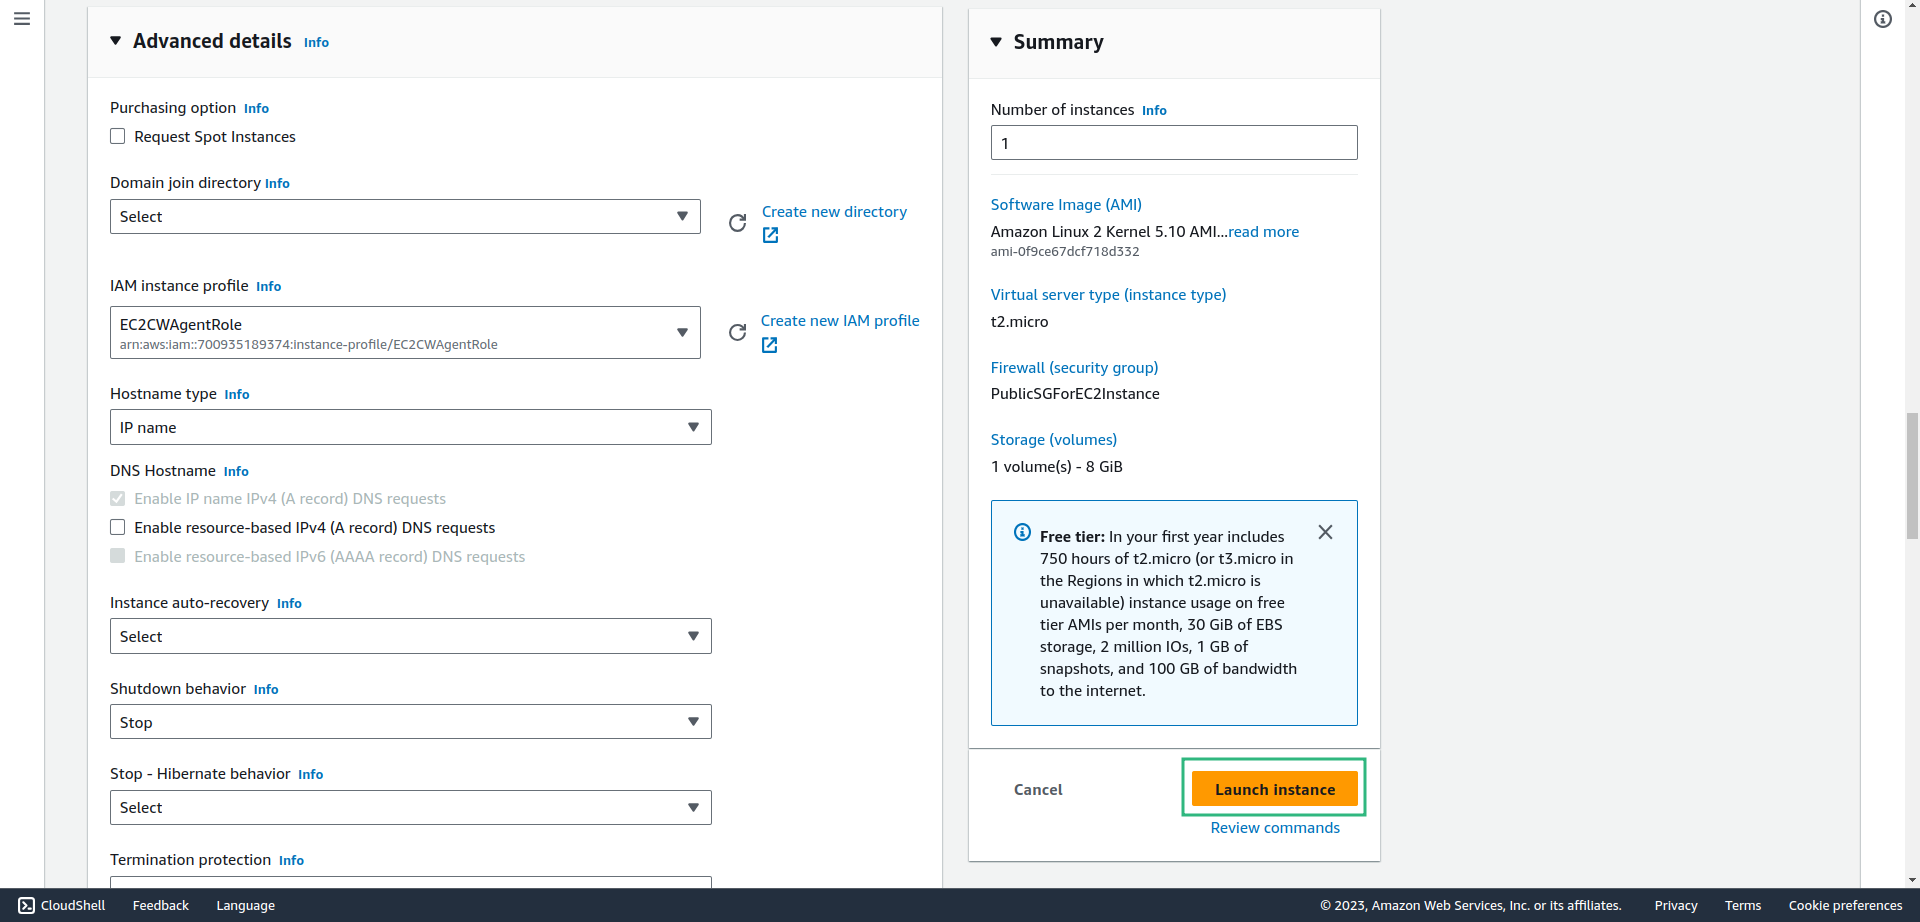 Advanced details Info
Purchasing option Info
Request Spot Instances
Domain join directory Info
Select
Create new directory
IAM instance profile Info
EC2CWAgentRole
arn:aws:iam::700935189374:instance-profile/EC2CWAgentRole
Create new IAM profile
Hostname type Info
IP name
DNS Hostname Info
Enable IP name IPv4 (A record) DNS requests
Enable resource-based IPv4 (A record) DNS requests
Enable resource-based IPv6 (AAAA record) DNS requests
Instance auto-recovery Info
Select
Shutdown behavior Info
Stop
Stop - Hibernate behavior Info
Select
Termination protection Info
Summary
Number of instances Info
1
Software Image (AMI)
Amazon Linux 2 Kernel 5.10 AMI...read more
ami-0f9ce67dcf718d332
Virtual server type (instance type)
t2.micro
Firewall (security group)
PublicSGForEC2Instance
Storage (volumes)
1 volume(s) - 8 GiB
Free tier: In your first year includes
750 hours of t2.micro (or t3.micro in
the Regions in which t2.micro is
unavailable) instance usage on free
tier AMIs per month, 30 GiB of EBS
storage, 2 million IOs, 1 GB of
snapshots, and 100 GB of bandwidth
to the internet.
Cancel
Launch instance
Review commands
CloudShell Feedback Language © 2023, Amazon Web Services, Inc. or its affiliates. Privacy Terms Cookie preferences